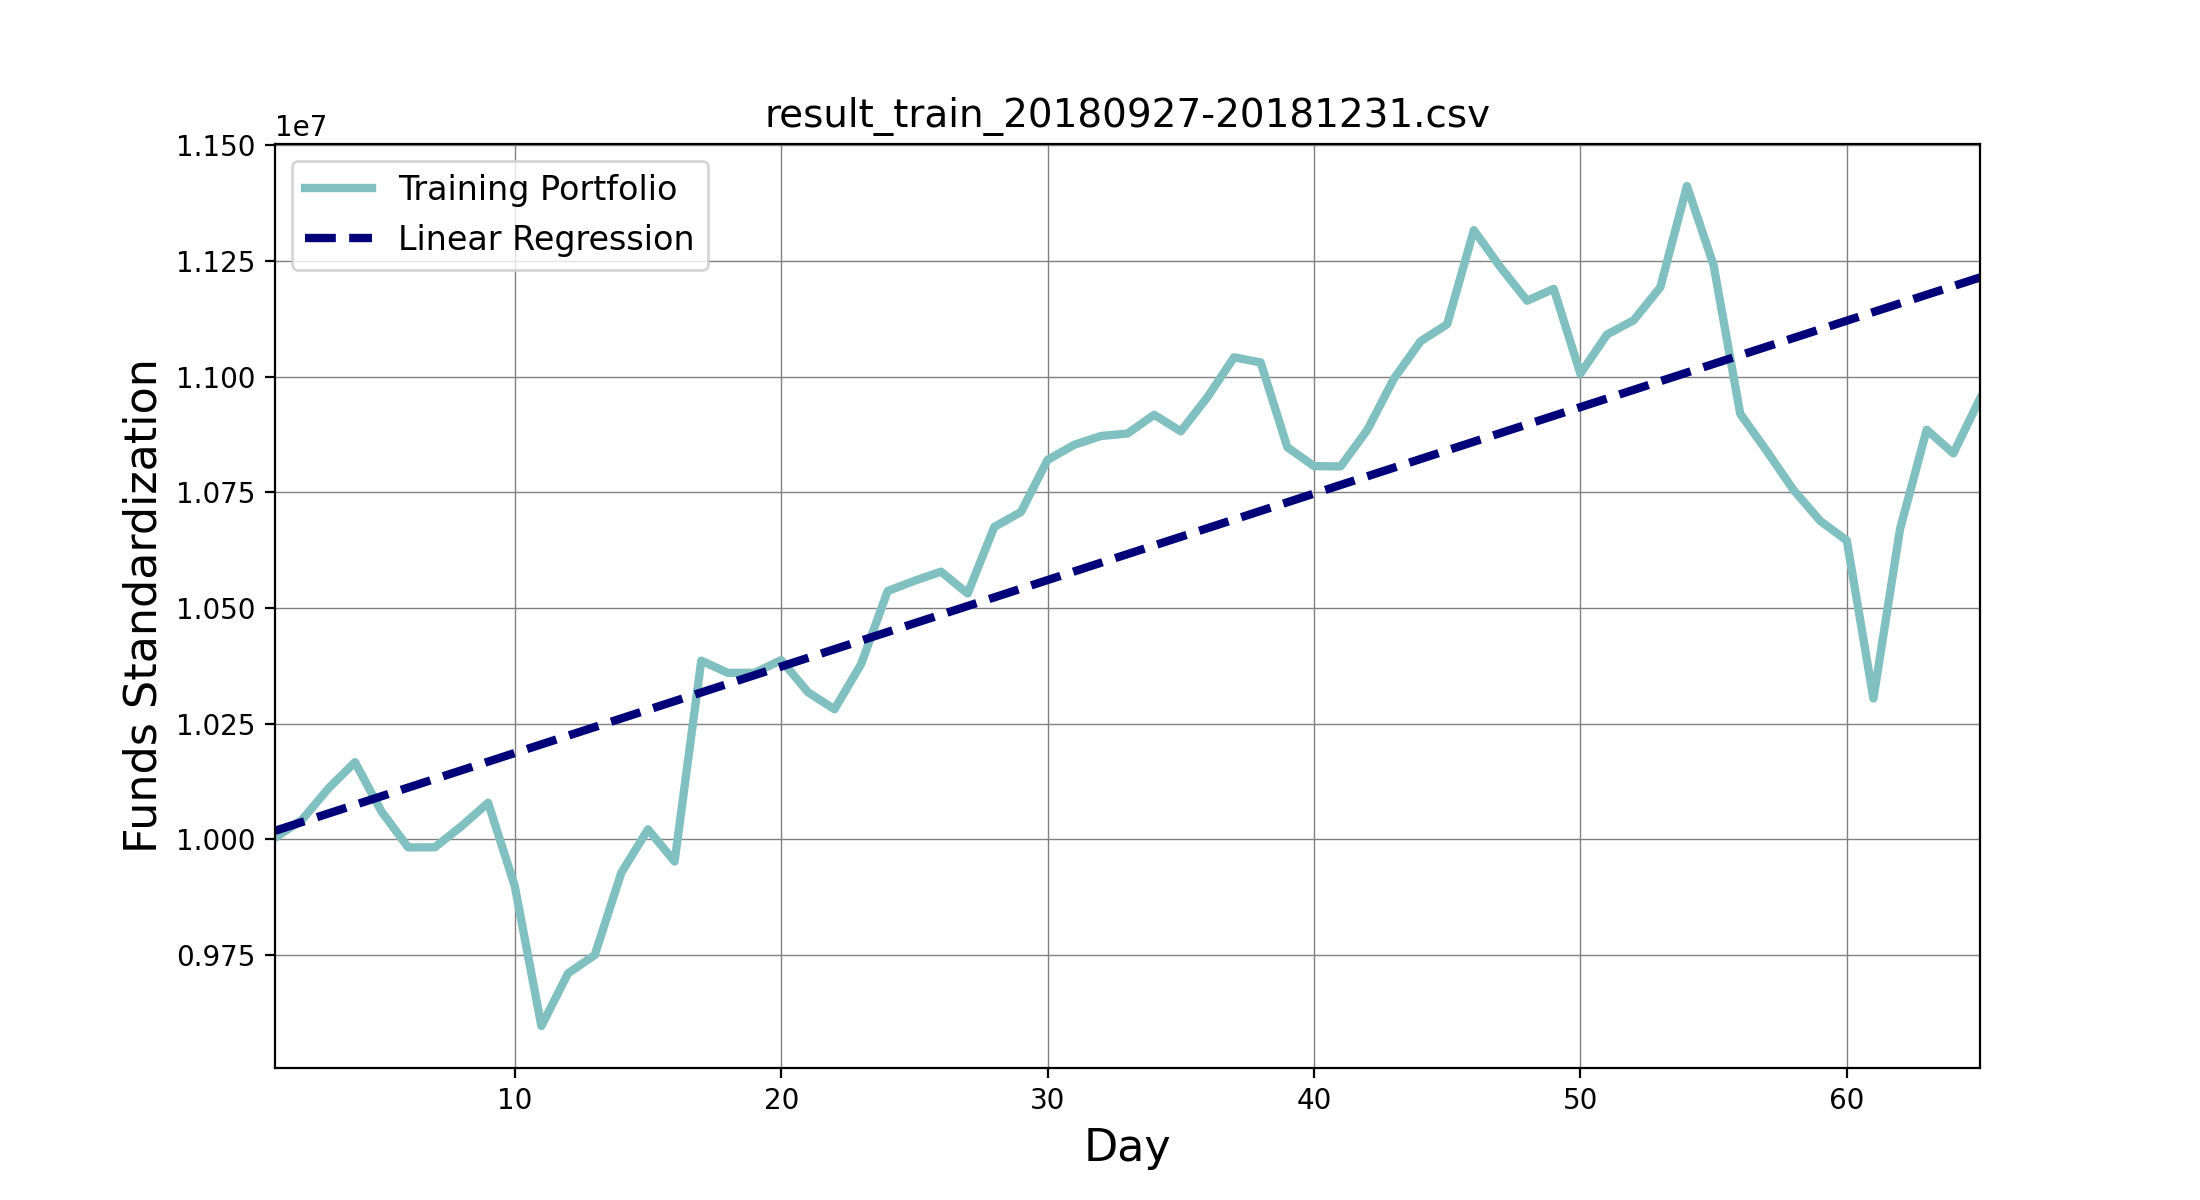 result_train_20180927-20181231.csv
1e7
Training Portfolio
Linear Regression
Funds Standardization
1.150
1.125
1.100
1.075
1.050
1.025
1.000
0.975
10 20 30 40 50 60
Day